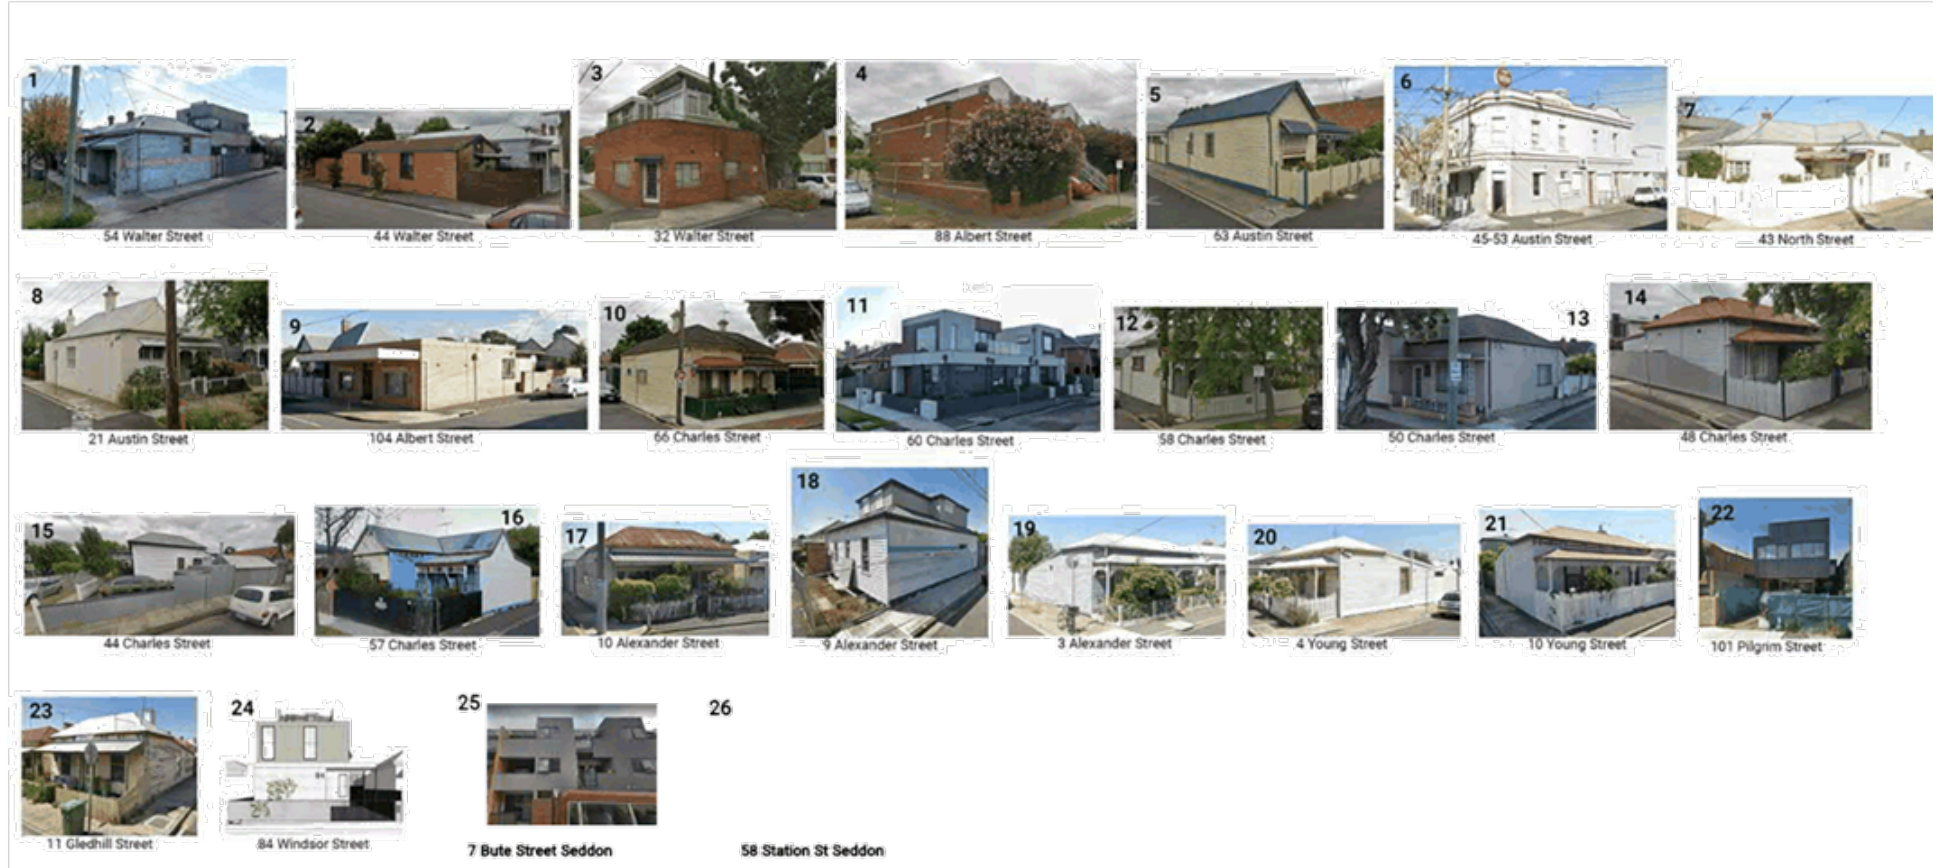 1
54 Walter Street
2
44 Walter Street
3
32 Walter Street
4
88 Albert Street
5
63 Austin Street
6
45-53 Austin Street
7
43 North Street
8
21 Austin Street
9
104 Albert Street
10
66 Charles Street
11
60 Charles Street
12
58 Charles Street
13
50 Charles Street
14
48 Charles Street
15
44 Charles Street
16
57 Charles Street
17
10 Alexander Street
18
9 Alexander Street
19
3 Alexander Street
20
4 Young Street
21
10 Young Street
22
101 Pilgrim Street
23
11 Gledhill Street
24
84 Windsor Street
25
7 Bute Street Seddon
26
58 Station St Seddon